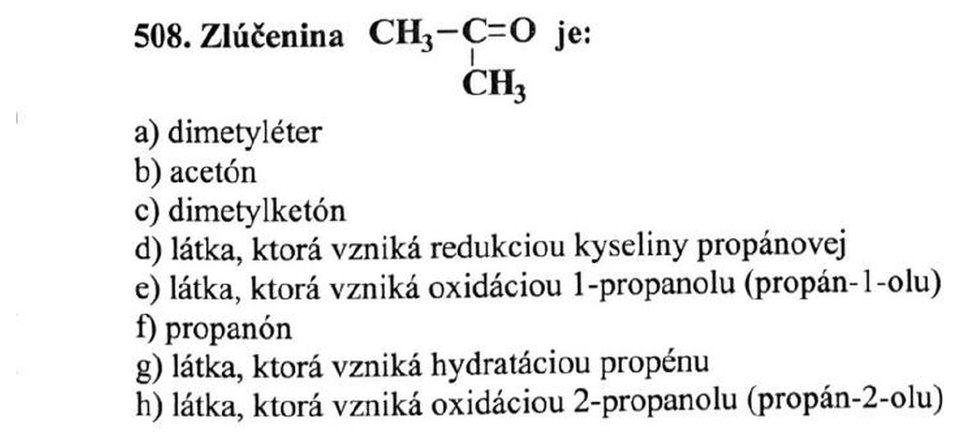 508. Zlúčenina CH₃–C=O je:
CH₃
a) dimetyléter
b) acetón
c) dimetylketón
d) látka, ktorá vzniká redukciou kyseliny propánovej
e) látka, ktorá vzniká oxidáciou 1-propanolu (propán-1-olu)
f) propanón
g) látka, ktorá vzniká hydratáciou propénu
h) látka, ktorá vzniká oxidáciou 2-propanolu (propán-2-olu)